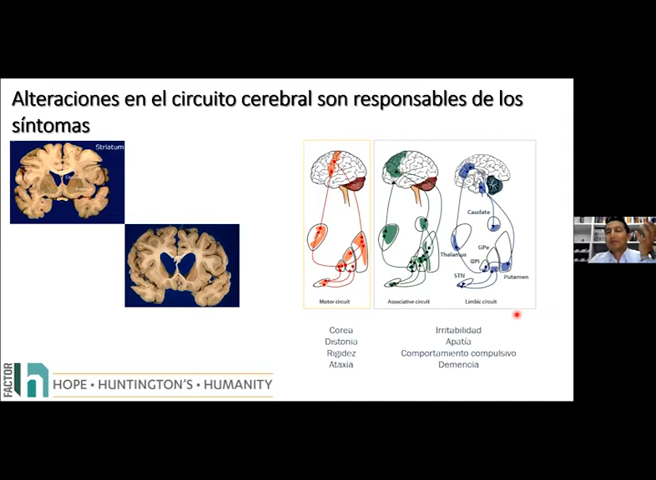 Alteraciones en el circuito cerebral son responsables de los
síntomas
Striatum
Caudate
GPe
Thalamus
GPi
Putamen
STN
Motor circuit
Associative circuit
Limbic circuit
Corea
Distonía
Rigidez
Ataxia
Irritabilidad
Apatía
Comportamiento compulsivo
Demencia
FACTOR
HOPE • HUNTINGTON'S • HUMANITY